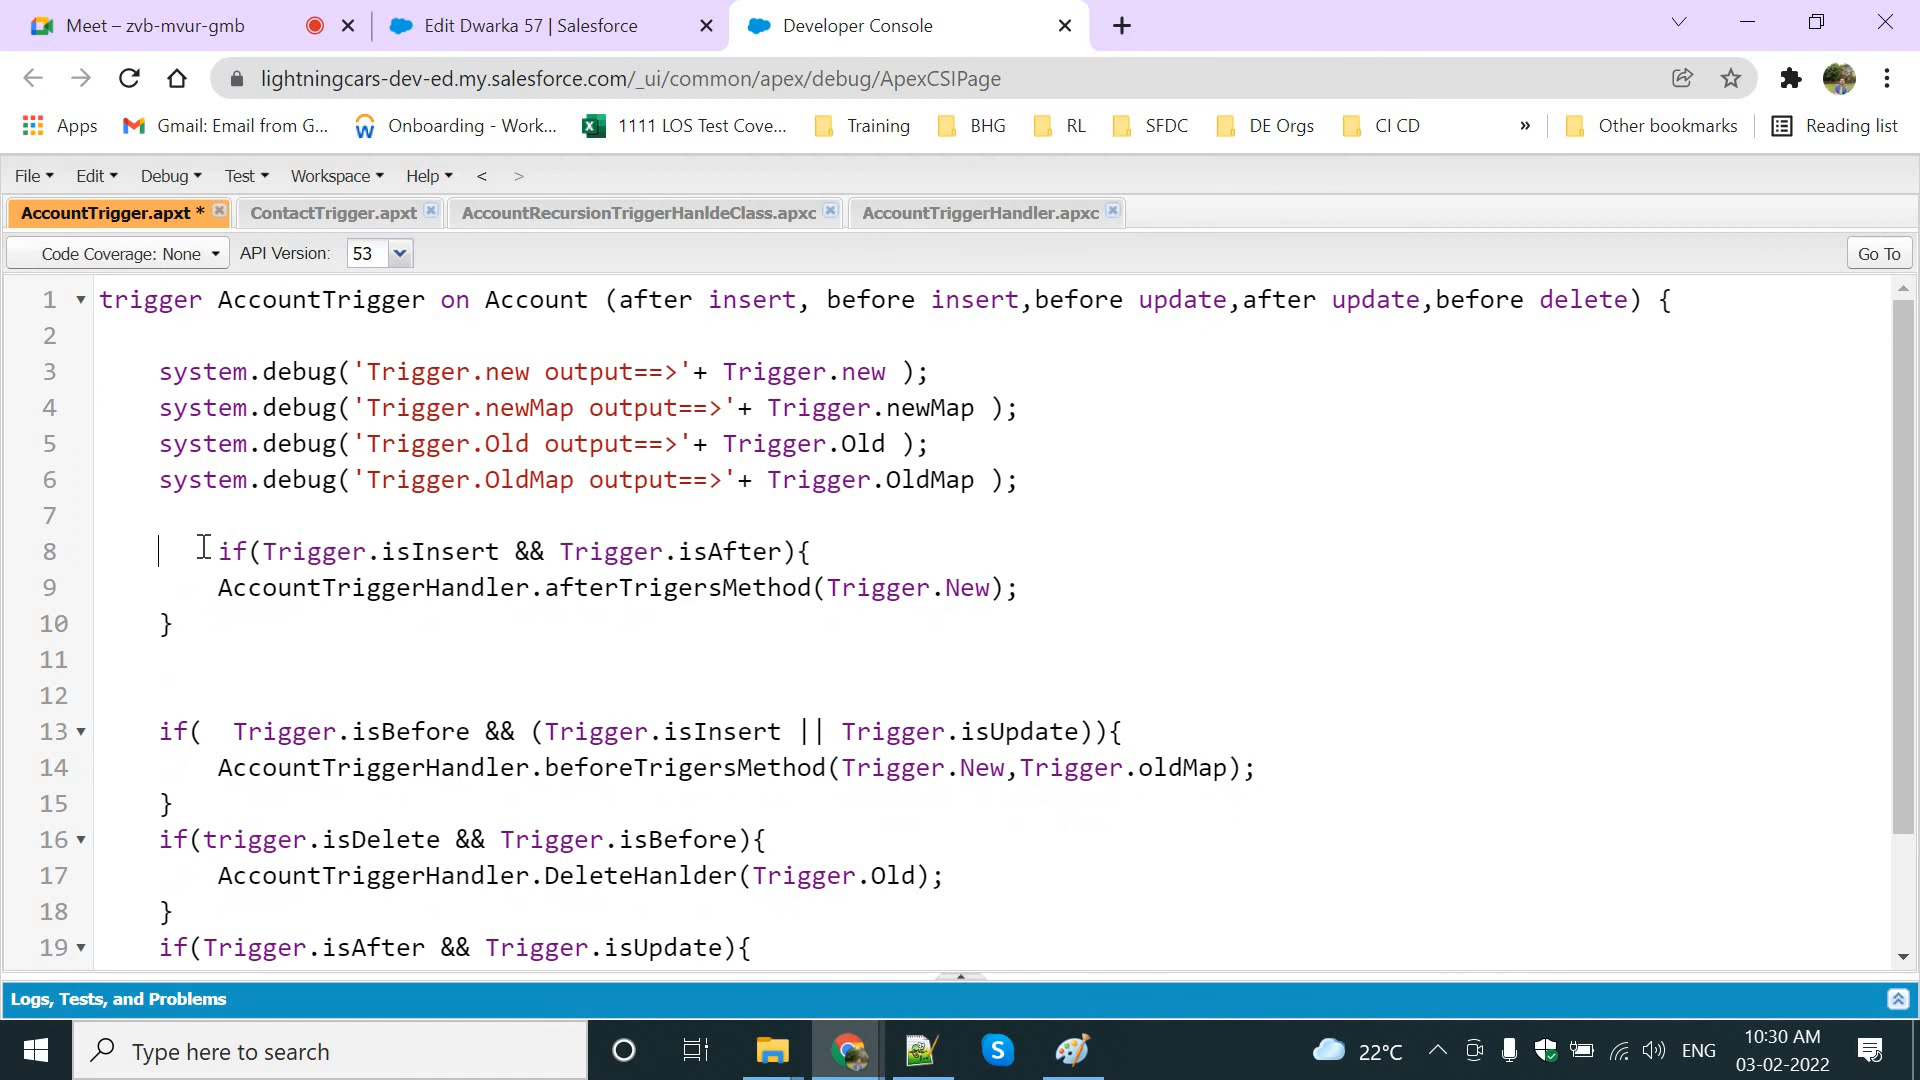 Meet – zvb-mvur-gmb
Edit Dwarka 57 | Salesforce
Developer Console
lightningcars-dev-ed.my.salesforce.com/_ui/common/apex/debug/ApexCSIPage
Apps
Gmail: Email from G...
Onboarding - Work...
1111 LOS Test Cove...
Training
BHG
RL
SFDC
DE Orgs
CI CD
»
Other bookmarks
Reading list
File
Edit
Debug
Test
Workspace
Help
<
>
AccountTrigger.apxt *
ContactTrigger.apxt
AccountRecursionTriggerHanldeClass.apxc
AccountTriggerHandler.apxc
Code Coverage: None
API Version:
53
Go To
1 trigger AccountTrigger on Account (after insert, before insert,before update,after update,before delete) {
2
3 system.debug('Trigger.new output==>'+ Trigger.new );
4 system.debug('Trigger.newMap output==>'+ Trigger.newMap );
5 system.debug('Trigger.Old output==>'+ Trigger.Old );
6 system.debug('Trigger.OldMap output==>'+ Trigger.OldMap );
7
8 if(Trigger.isInsert && Trigger.isAfter){
9 AccountTriggerHandler.afterTrigersMethod(Trigger.New);
10 }
11
12
13 if(  Trigger.isBefore && (Trigger.isInsert || Trigger.isUpdate)){
14 AccountTriggerHandler.beforeTrigersMethod(Trigger.New,Trigger.oldMap);
15 }
16 if(trigger.isDelete && Trigger.isBefore){
17 AccountTriggerHandler.DeleteHanlder(Trigger.Old);
18 }
19 if(Trigger.isAfter && Trigger.isUpdate){
Logs, Tests, and Problems
Type here to search
22°C
ENG
10:30 AM
03-02-2022